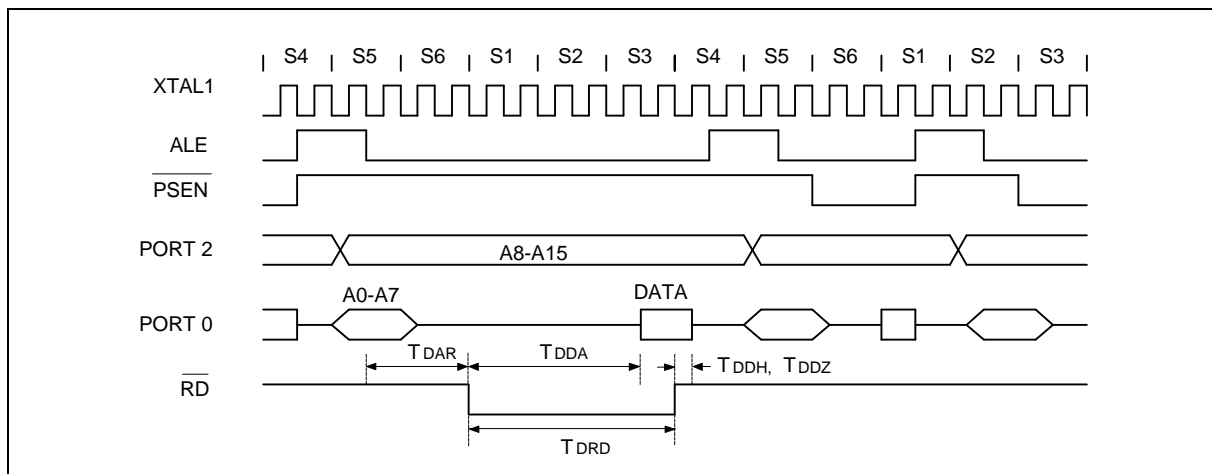 S4 S5 S6 S1 S2 S3 S4 S5 S6 S1 S2 S3
XTAL1
ALE
PSEN
PORT 2
A8-A15
A0-A7
DATA
PORT 0
TDAR
TDDA
TDDH, TDDZ
RD
TDRD